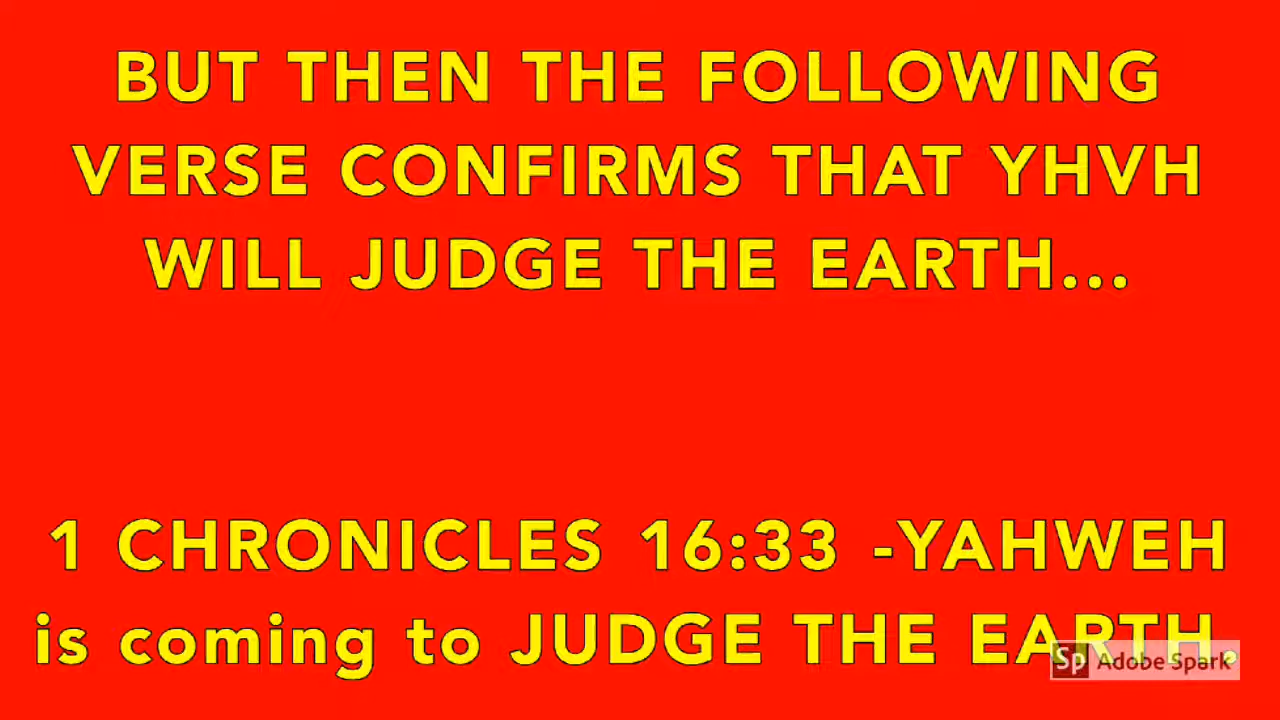 BUT THEN THE FOLLOWING
VERSE CONFIRMS THAT YHVH
WILL JUDGE THE EARTH...
1 CHRONICLES 16:33 -YAHWEH
is coming to JUDGE THE EARTH.
Sp Adobe Spark